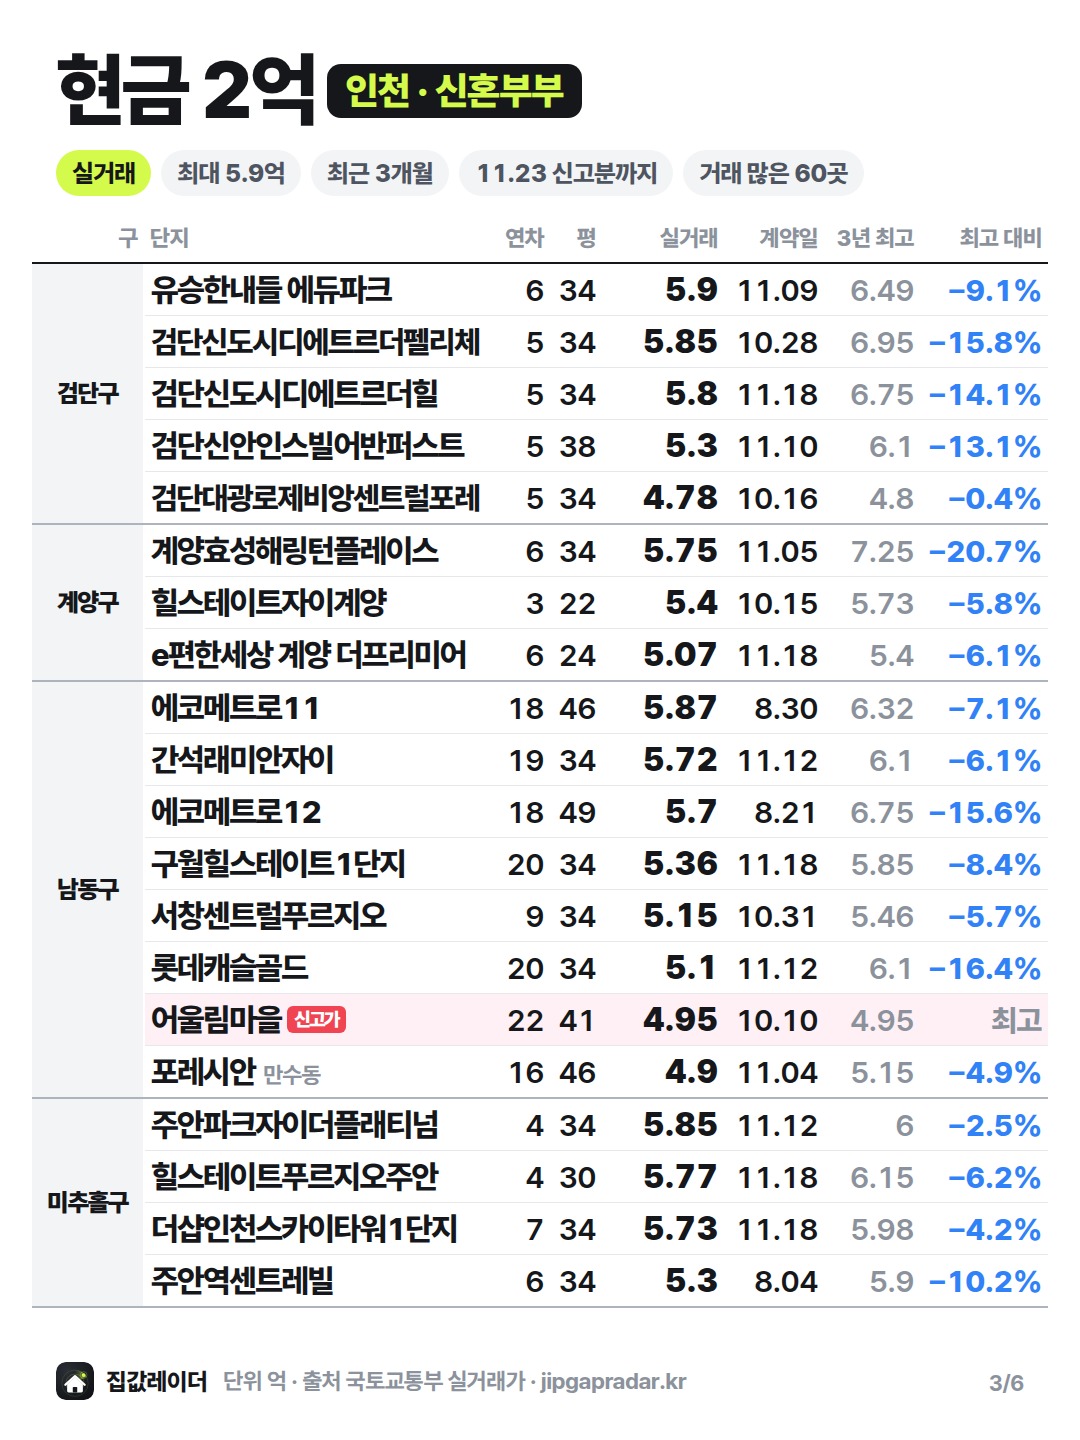 현금 2억 인천 · 신혼부부
실거래 최대 5.9억 최근 3개월 11.23 신고분까지 거래 많은 60곳
구 단지 연차 평 실거래 계약일 3년 최고 최고 대비
검단구
유승한내들 에듀파크 6 34 5.9 11.09 6.49 −9.1%
검단신도시디에트르더펠리체 5 34 5.85 10.28 6.95 −15.8%
검단신도시디에트르더힐 5 34 5.8 11.18 6.75 −14.1%
검단신안인스빌어반퍼스트 5 38 5.3 11.10 6.1 −13.1%
검단대광로제비앙센트럴포레 5 34 4.78 10.16 4.8 −0.4%
계양구
계양효성해링턴플레이스 6 34 5.75 11.05 7.25 −20.7%
힐스테이트자이계양 3 22 5.4 10.15 5.73 −5.8%
e편한세상 계양 더프리미어 6 24 5.07 11.18 5.4 −6.1%
남동구
에코메트로11 18 46 5.87 8.30 6.32 −7.1%
간석래미안자이 19 34 5.72 11.12 6.1 −6.1%
에코메트로12 18 49 5.7 8.21 6.75 −15.6%
구월힐스테이트1단지 20 34 5.36 11.18 5.85 −8.4%
서창센트럴푸르지오 9 34 5.15 10.31 5.46 −5.7%
롯데캐슬골드 20 34 5.1 11.12 6.1 −16.4%
어울림마을 신고가 22 41 4.95 10.10 4.95 최고
포레시안 만수동 16 46 4.9 11.04 5.15 −4.9%
미추홀구
주안파크자이더플래티넘 4 34 5.85 11.12 6 −2.5%
힐스테이트푸르지오주안 4 30 5.77 11.18 6.15 −6.2%
더샵인천스카이타워1단지 7 34 5.73 11.18 5.98 −4.2%
주안역센트레빌 6 34 5.3 8.04 5.9 −10.2%
집값레이더 단위 억 · 출처 국토교통부 실거래가 · jipgapradar.kr 3/6